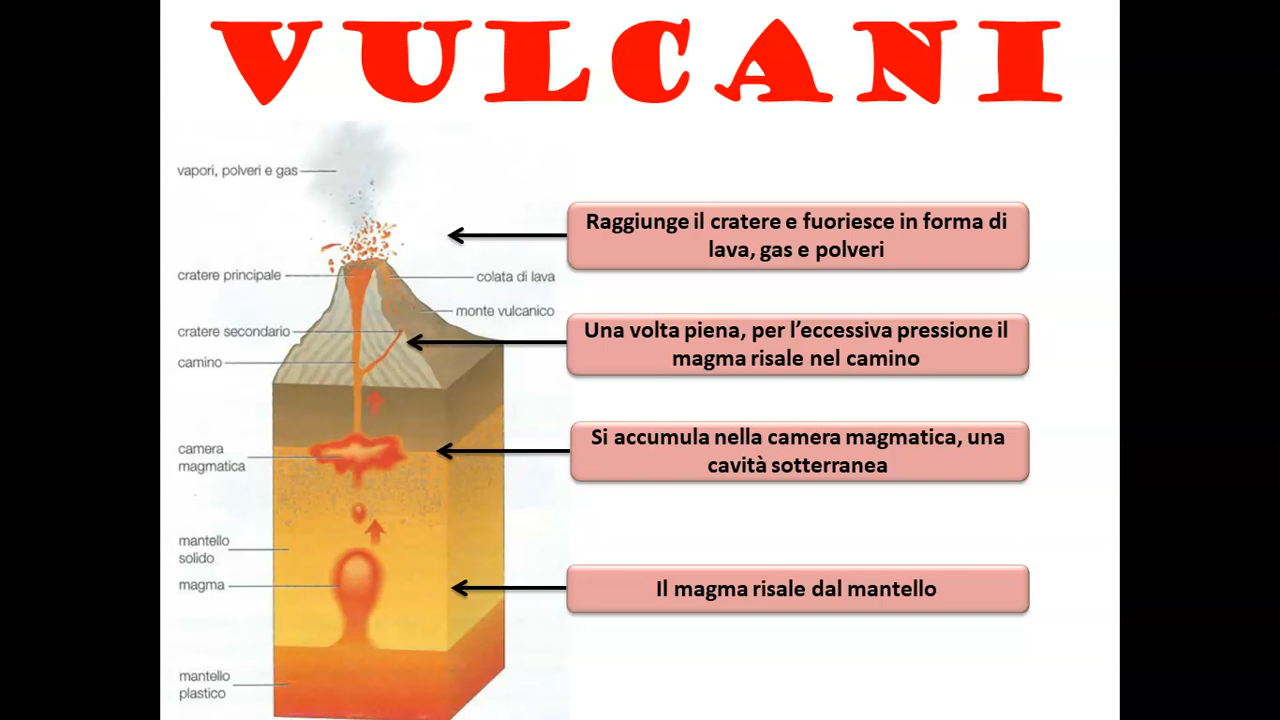 VULCANI
vapori, polveri e gas
Raggiunge il cratere e fuoriesce in forma di
lava, gas e polveri
cratere principale
colata di lava
monte vulcanico
cratere secondario
camino
Una volta piena, per l’eccessiva pressione il
magma risale nel camino
camera
magmatica
Si accumula nella camera magmatica, una
cavità sotterranea
mantello
solido
magma
Il magma risale dal mantello
mantello
plastico